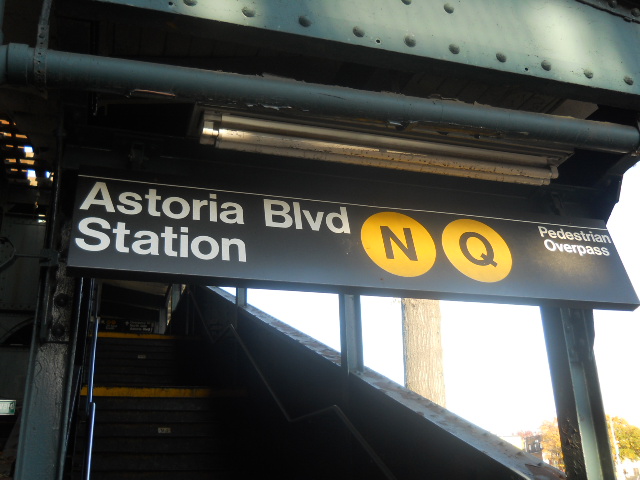 Astoria Blvd
Station
N Q
Pedestrian
Overpass